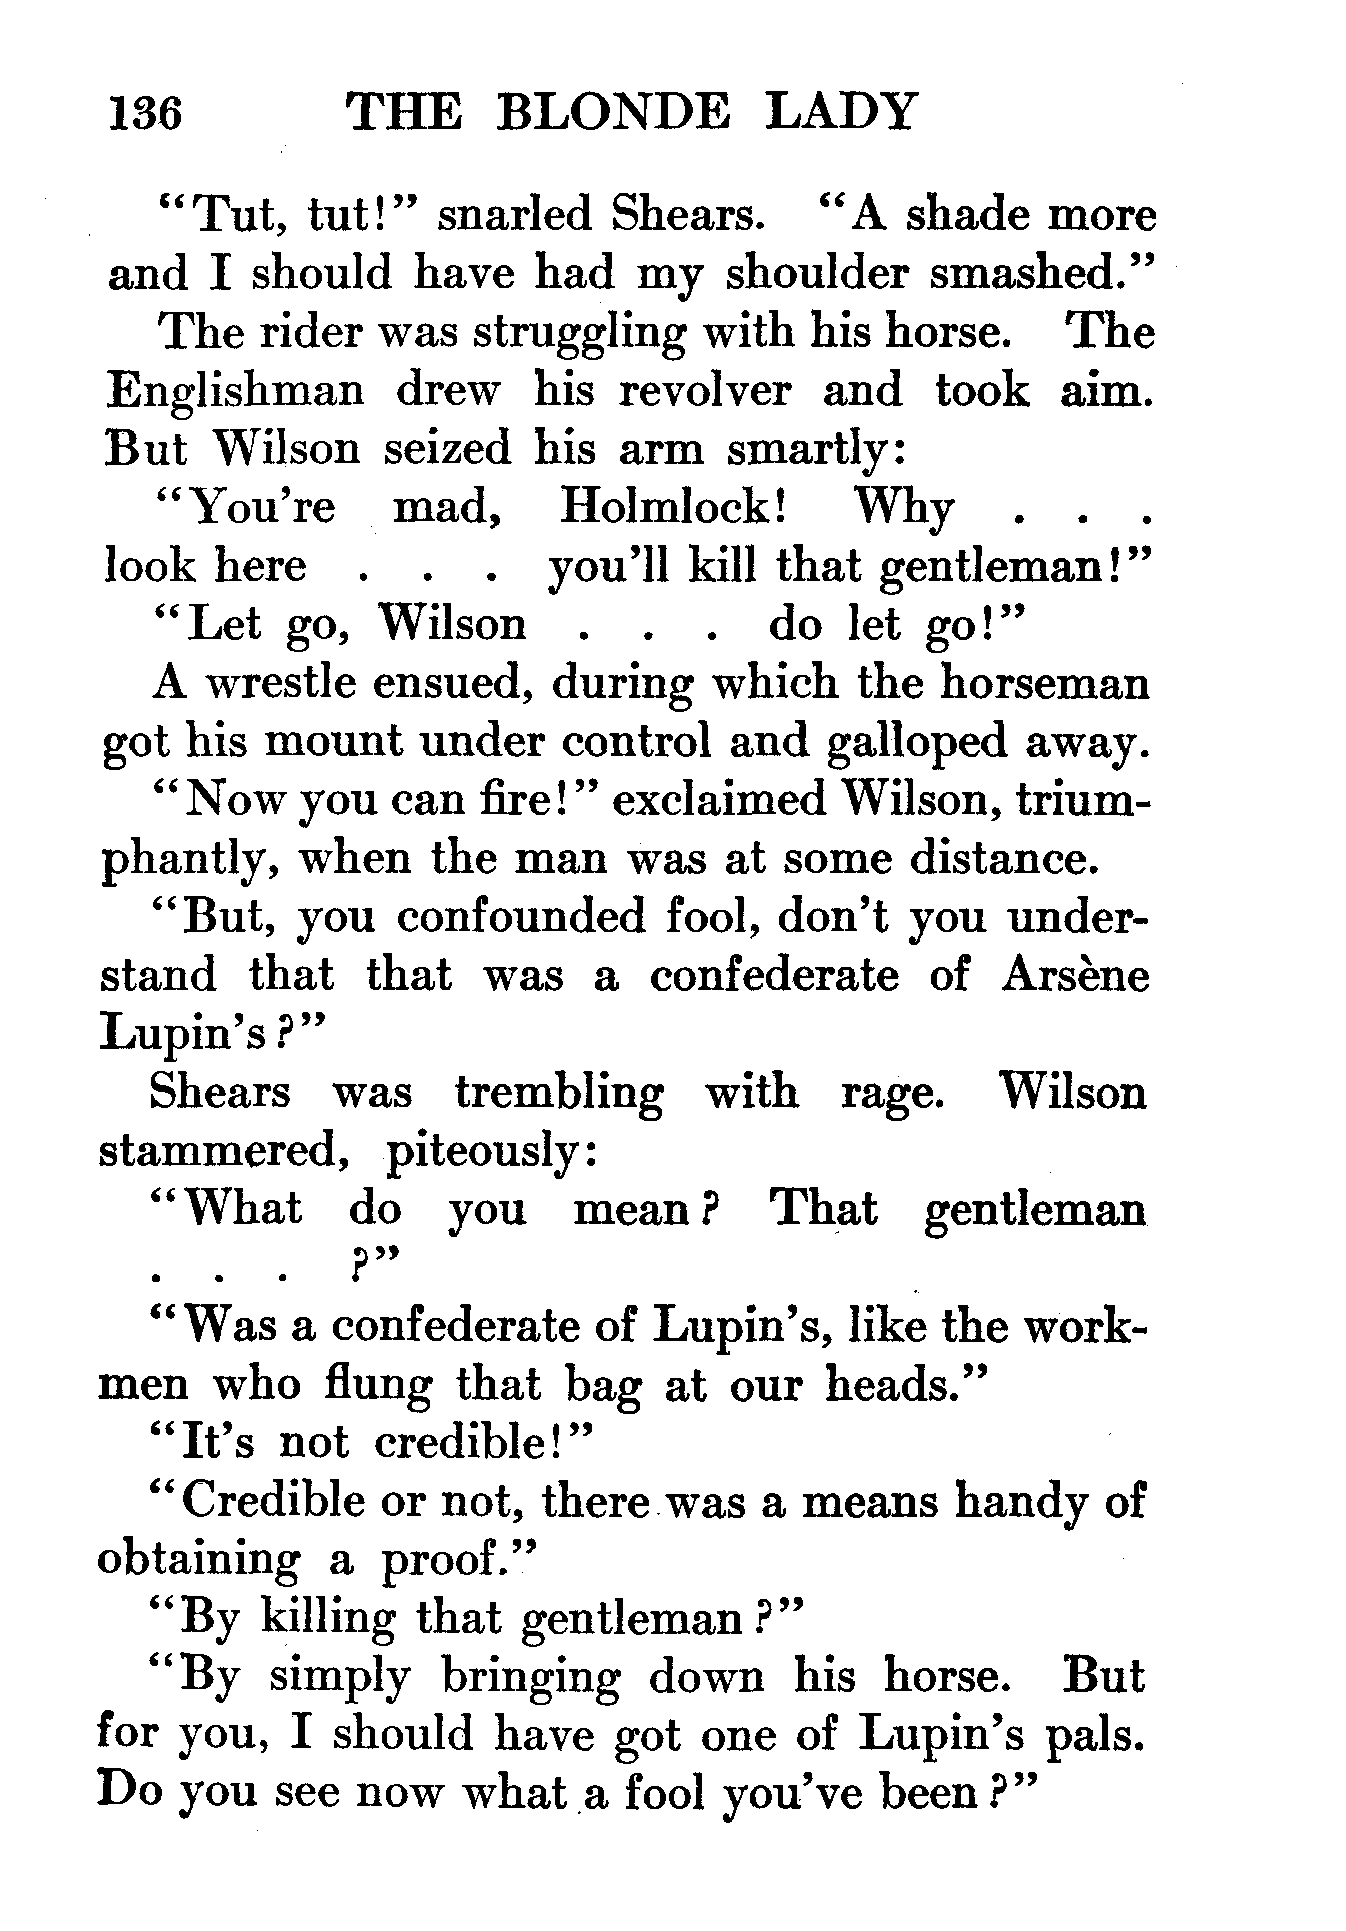 136 THE BLONDE LADY
“Tut, tut!” snarled Shears. “A shade more
and I should have had my shoulder smashed.”
The rider was struggling with his horse. The
Englishman drew his revolver and took aim.
But Wilson seized his arm smartly:
“You’re mad, Holmlock! Why . . .
look here . . . you’ll kill that gentleman!”
“Let go, Wilson . . . do let go!”
A wrestle ensued, during which the horseman
got his mount under control and galloped away.
“Now you can fire!” exclaimed Wilson, trium-
phantly, when the man was at some distance.
“But, you confounded fool, don’t you under-
stand that that was a confederate of Arsène
Lupin’s?”
Shears was trembling with rage. Wilson
stammered, piteously:
“What do you mean? That gentleman
. . . ?”
“Was a confederate of Lupin’s, like the work-
men who flung that bag at our heads.”
“It’s not credible!”
“Credible or not, there was a means handy of
obtaining a proof.”
“By killing that gentleman?”
“By simply bringing down his horse. But
for you, I should have got one of Lupin’s pals.
Do you see now what a fool you’ve been?”